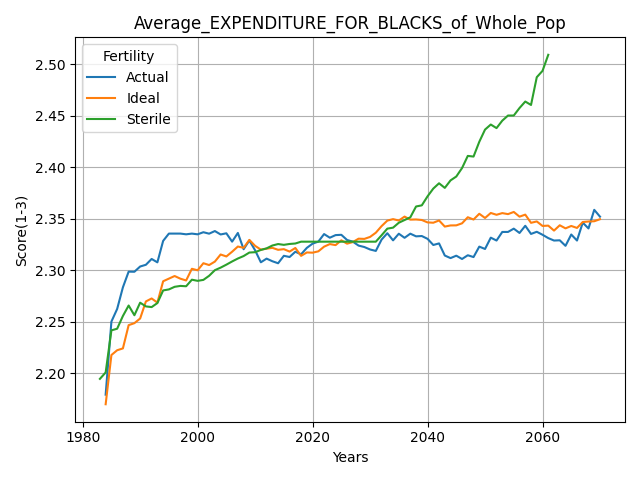 Average_EXPENDITURE_FOR_BLACKS_of_Whole_Pop
Fertility
Actual
Ideal
Sterile
Score(1-3)
2.50
2.45
2.40
2.35
2.30
2.25
2.20
1980 2000 2020 2040 2060
Years